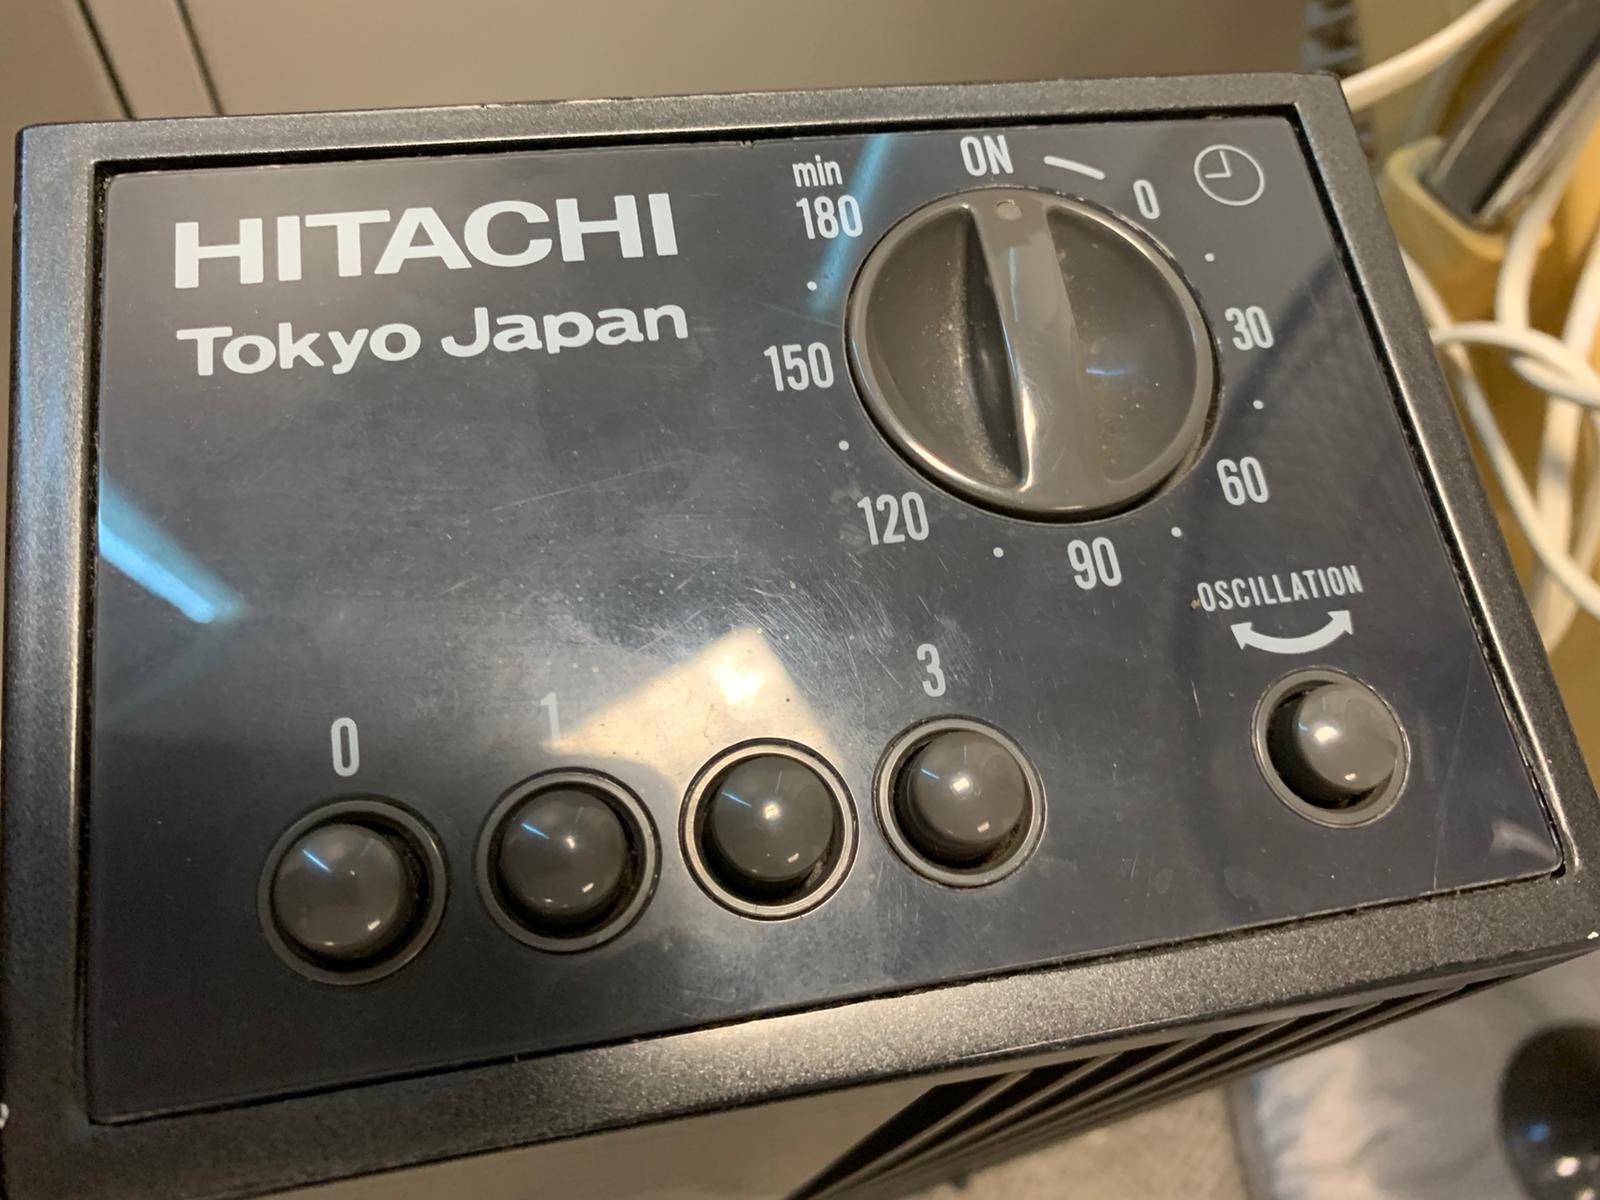 HITACHI
Tokyo Japan
min
ON
0
180
30
150
60
120
90
OSCILLATION
0
1
3